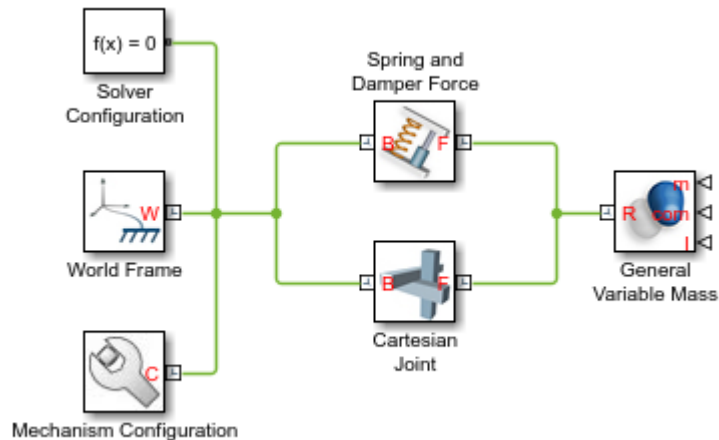 f(x) = 0
Solver
Configuration
Spring and
Damper Force
B F
W
World Frame
R m
com
I
General
Variable Mass
B F
Cartesian
Joint
C
Mechanism Configuration